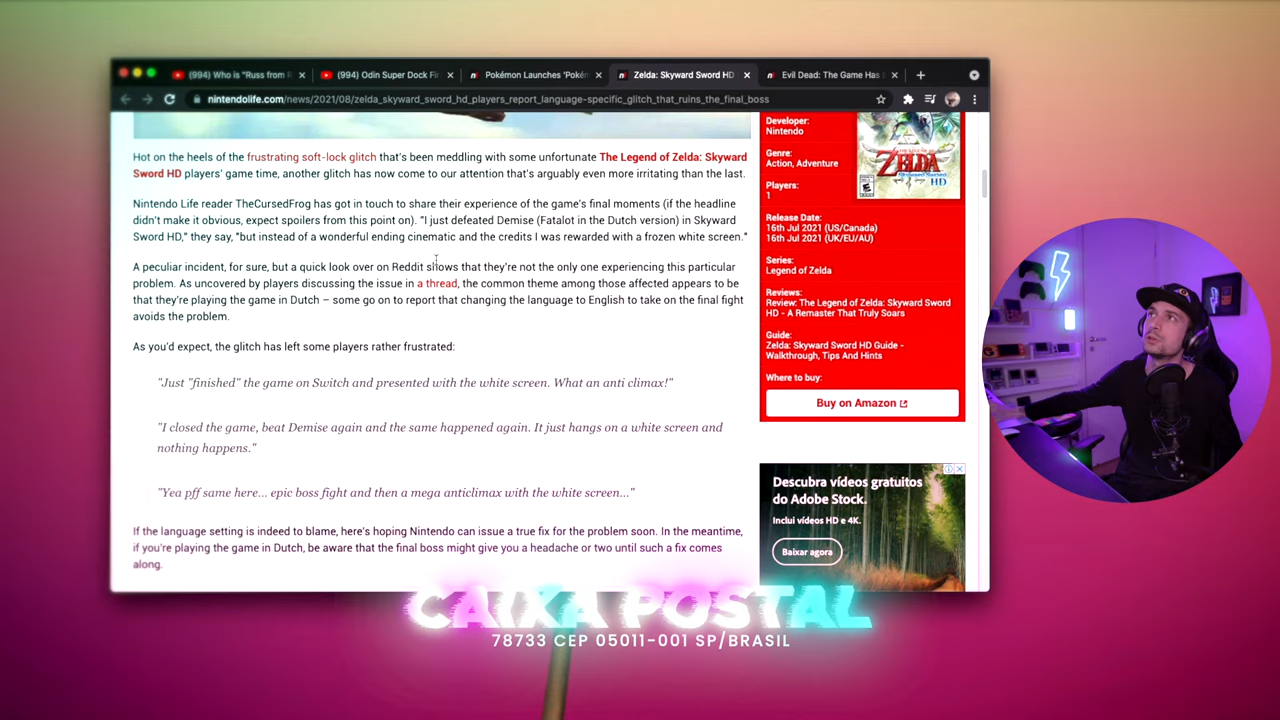 (994) Who is "Russ from R
(994) Odin Super Dock Fir
Pokémon Launches 'Pokém
Zelda: Skyward Sword HD
Evil Dead: The Game Has
nintendolife.com/news/2021/08/zelda_skyward_sword_hd_players_report_language-specific_glitch_that_ruins_the_final_boss
Hot on the heels of the frustrating soft-lock glitch that's been meddling with some unfortunate The Legend of Zelda: Skyward
Sword HD players' game time, another glitch has now come to our attention that's arguably even more irritating than the last.
Nintendo Life reader TheCursedFrog has got in touch to share their experience of the game's final moments (if the headline
didn't make it obvious, expect spoilers from this point on). "I just defeated Demise (Fatalot in the Dutch version) in Skyward
Sword HD," they say, "but instead of a wonderful ending cinematic and the credits I was rewarded with a frozen white screen."
A peculiar incident, for sure, but a quick look over on Reddit shows that they're not the only one experiencing this particular
problem. As uncovered by players discussing the issue in a thread, the common theme among those affected appears to be
that they're playing the game in Dutch – some go on to report that changing the language to English to take on the final fight
avoids the problem.
As you'd expect, the glitch has left some players rather frustrated:
"Just "finished" the game on Switch and presented with the white screen. What an anti climax!"
"I closed the game, beat Demise again and the same happened again. It just hangs on a white screen and
nothing happens."
"Yea pff same here... epic boss fight and then a mega anticlimax with the white screen..."
If the language setting is indeed to blame, here's hoping Nintendo can issue a true fix for the problem soon. In the meantime,
if you're playing the game in Dutch, be aware that the final boss might give you a headache or two until such a fix comes
along.
Developer:
Nintendo
Genre:
Action, Adventure
Players:
1
Release Date:
16th Jul 2021 (US/Canada)
16th Jul 2021 (UK/EU/AU)
Series:
Legend of Zelda
Reviews:
Review: The Legend of Zelda: Skyward Sword
HD - A Remaster That Truly Soars
Guide:
Zelda: Skyward Sword HD Guide -
Walkthrough, Tips And Hints
Where to buy:
Buy on Amazon
ZELDA
HD
Descubra vídeos gratuitos
do Adobe Stock.
Inclui vídeos HD e 4K.
Baixar agora
CAIXA POSTAL
78733 CEP 05011-001 SP/BRASIL